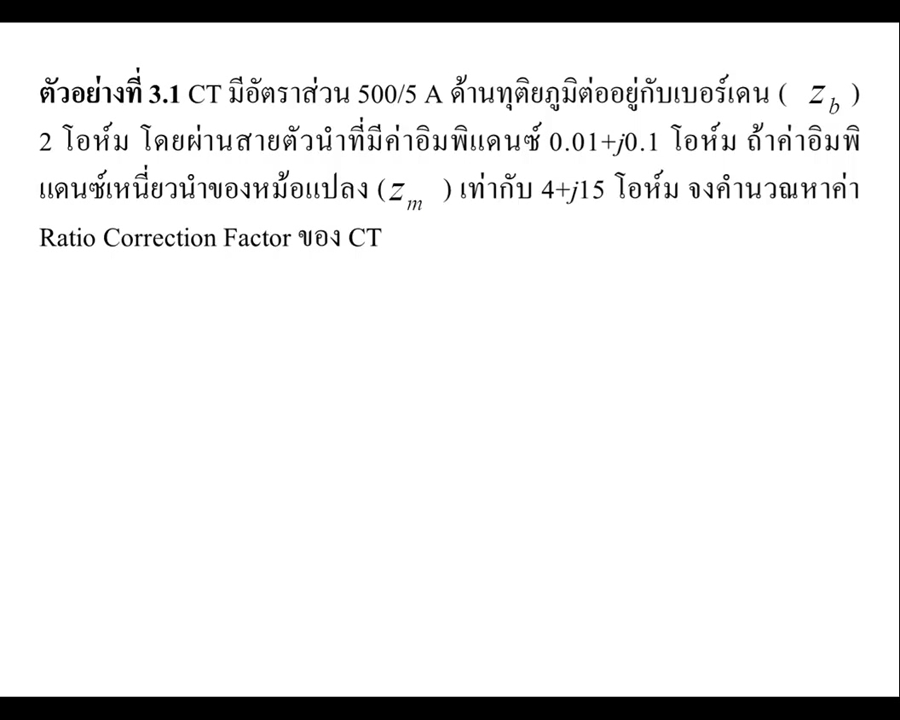 ตัวอย่างที่ 3.1 CT มีอัตราส่วน 500/5 A ด้านทุติยภูมิต่ออยู่กับเบอร์เดน ( z_b )
2 โอห์ม โดยผ่านสายตัวนำที่มีค่าอิมพิแดนซ์ 0.01+j0.1 โอห์ม ถ้าค่าอิมพิ
แดนซ์เหนี่ยวนำของหม้อแปลง (z_m ) เท่ากับ 4+j15 โอห์ม จงคำนวณหาค่า
Ratio Correction Factor ของ CT